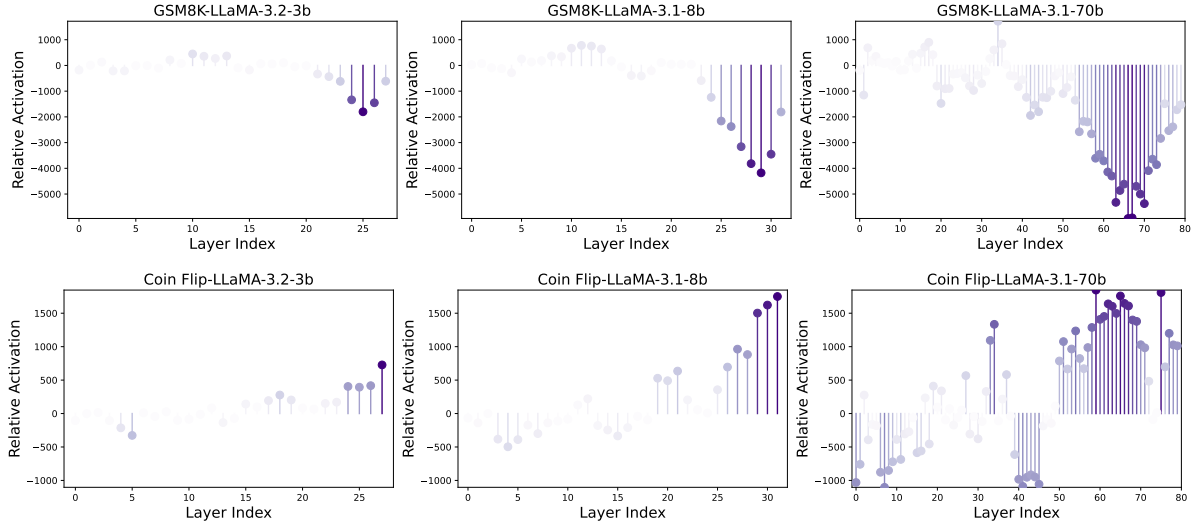 GSM8K-LLaMA-3.2-3b
GSM8K-LLaMA-3.1-8b
GSM8K-LLaMA-3.1-70b
Relative Activation
1000
0
−1000
−2000
−3000
−4000
−5000
0 5 10 15 20 25
Layer Index
Relative Activation
1000
0
−1000
−2000
−3000
−4000
−5000
0 5 10 15 20 25 30
Layer Index
Relative Activation
1000
0
−1000
−2000
−3000
−4000
−5000
0 10 20 30 40 50 60 70 80
Layer Index
Coin Flip-LLaMA-3.2-3b
Coin Flip-LLaMA-3.1-8b
Coin Flip-LLaMA-3.1-70b
Relative Activation
1500
1000
500
0
−500
−1000
0 5 10 15 20 25
Layer Index
Relative Activation
1500
1000
500
0
−500
−1000
0 5 10 15 20 25 30
Layer Index
Relative Activation
1500
1000
500
0
−500
−1000
0 10 20 30 40 50 60 70 80
Layer Index